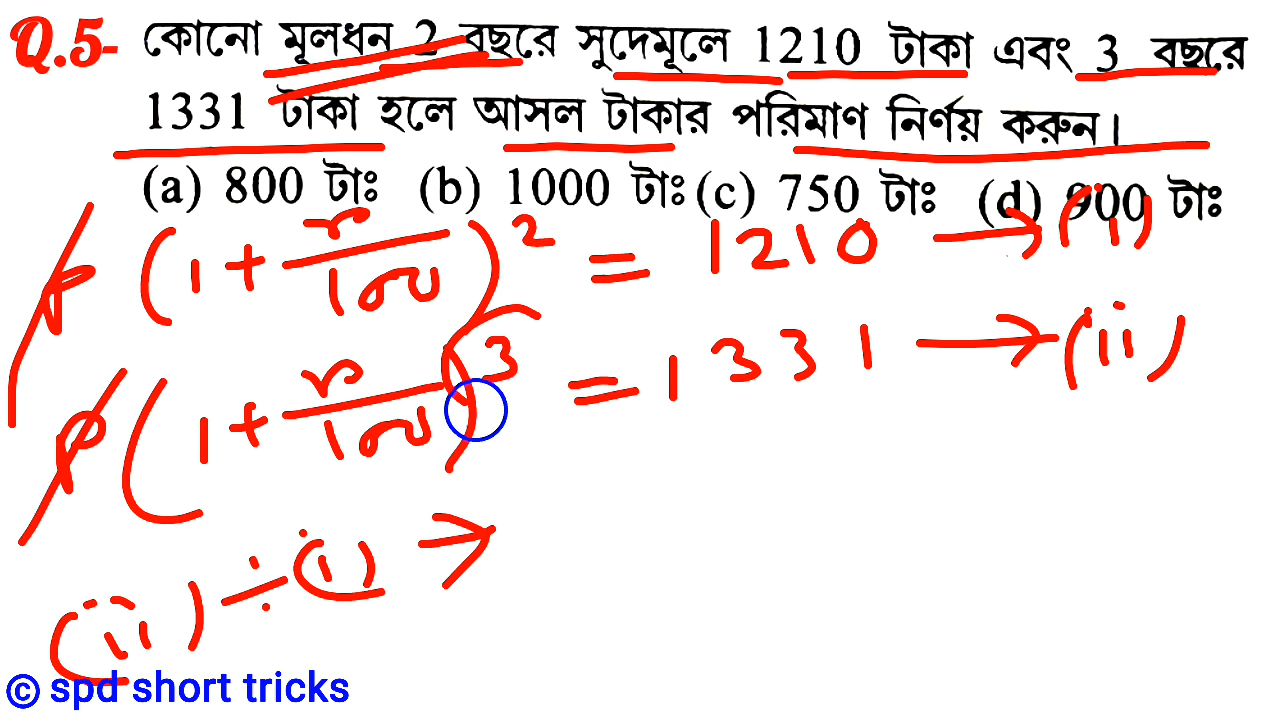 Q.5- কোনো মূলধন 2 বছরে সুদেমূলে 1210 টাকা এবং 3 বছরে
1331 টাকা হলে আসল টাকার পরিমাণ নির্ণয় করুন।
(a) 800 টাঃ (b) 1000 টাঃ (c) 750 টাঃ (d) 900 টাঃ
p(1+r/100)² = 1210 → (i)
p(1+r/100)³ = 1331 → (ii)
(ii) ÷ (i) →
© spd short tricks